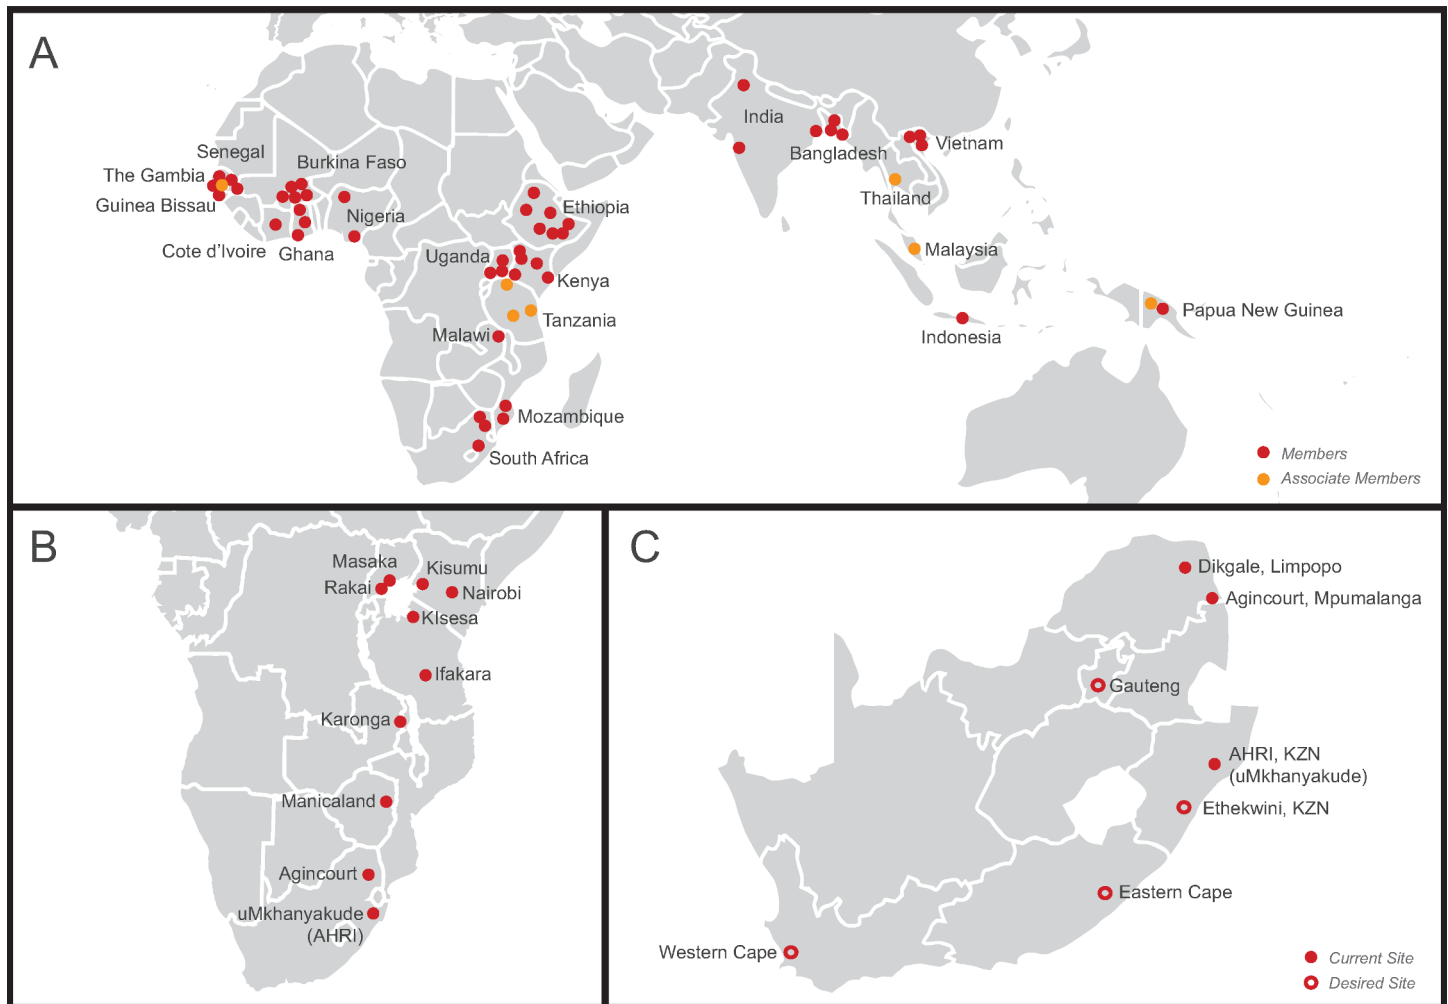 A
Senegal
The Gambia
Guinea Bissau
Burkina Faso
Nigeria
Cote d’Ivoire
Ghana
Ethiopia
Uganda
Kenya
Tanzania
Malawi
Mozambique
South Africa
India
Bangladesh
Vietnam
Thailand
Malaysia
Indonesia
Papua New Guinea
Members
Associate Members
B
Masaka
Rakai
Kisumu
Nairobi
KIsesa
Ifakara
Karonga
Manicaland
Agincourt
uMkhanyakude
(AHRI)
C
Dikgale, Limpopo
Agincourt, Mpumalanga
Gauteng
AHRI, KZN
(uMkhanyakude)
Ethekwini, KZN
Eastern Cape
Western Cape
Current Site
Desired Site